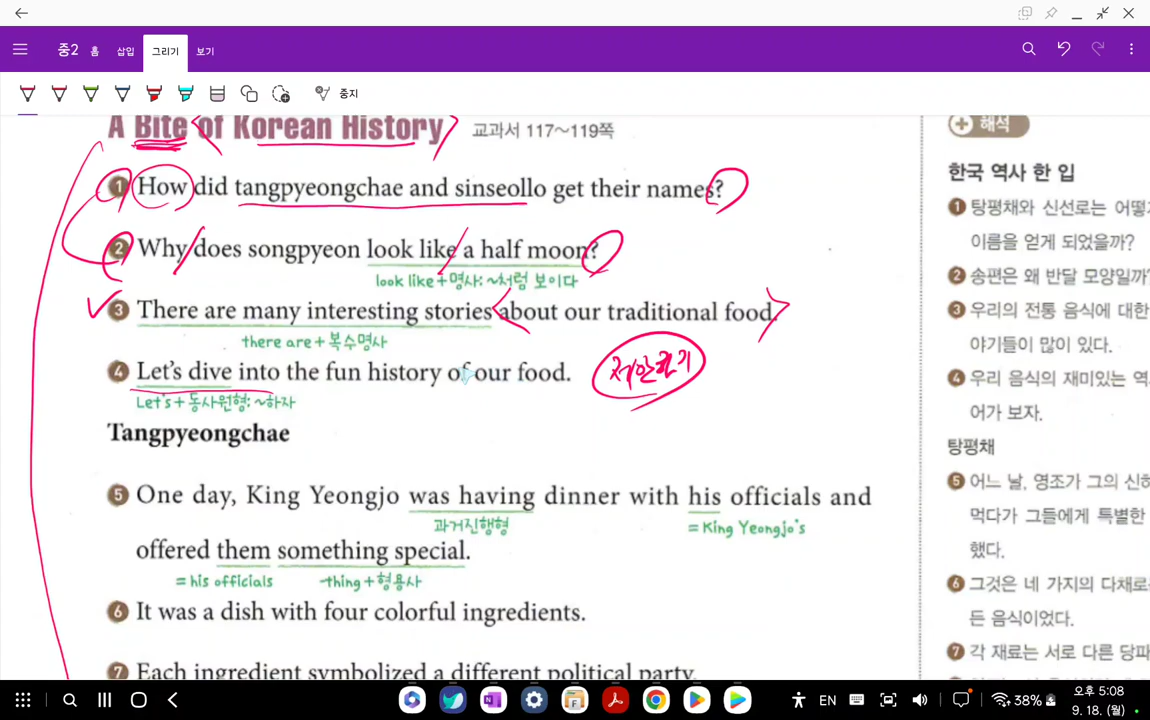 중2 홈 삽입 그리기 보기
중지
A Bite of Korean History 교과서 117~119쪽
1 How did tangpyeongchae and sinseollo get their names?
2 Why does songpyeon look like a half moon?
look like+명사: ~처럼 보이다
3 There are many interesting stories about our traditional food.
there are+복수명사
4 Let's dive into the fun history of our food.
제안하기
Let's+동사원형: ~하자
Tangpyeongchae
5 One day, King Yeongjo was having dinner with his officials and
과거진행형 = King Yeongjo's
offered them something special.
= his officials -thing+형용사
6 It was a dish with four colorful ingredients.
7 Each ingredient symbolized a different political party.
+ 해석
한국 역사 한 입
1 탕평채와 신선로는 어떻
이름을 얻게 되었을까?
2 송편은 왜 반달 모양일까?
3 우리의 전통 음식에 대한
야기들이 많이 있다.
4 우리 음식의 재미있는 역
어가 보자.
탕평채
5 어느 날, 영조가 그의 신하
먹다가 그들에게 특별한
했다.
6 그것은 네 가지의 다채로
든 음식이었다.
7 각 재료는 서로 다른 당파
EN 38% 오후 5:08
9. 18. (월)